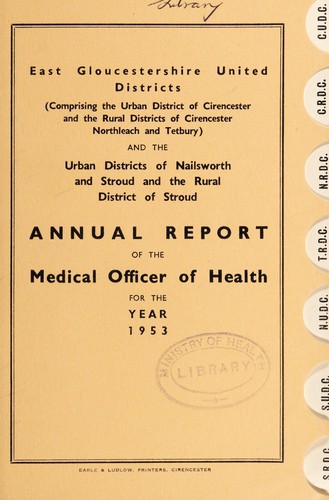 Library
East Gloucestershire United
Districts
(Comprising the Urban District of Cirencester
and the Rural Districts of Cirencester
Northleach and Tetbury)
AND THE
Urban Districts of Nailsworth
and Stroud and the Rural
District of Stroud
ANNUAL REPORT
OF THE
Medical Officer of Health
FOR THE
YEAR
1953
MINISTRY OF HEALTH
LIBRARY
EARLE & LUDLOW, PRINTERS, CIRENCESTER
C.U.D.C.
C.R.D.C.
N.R.D.C.
T.R.D.C.
N.U.D.C.
S.U.D.C.
S.R.D.C.